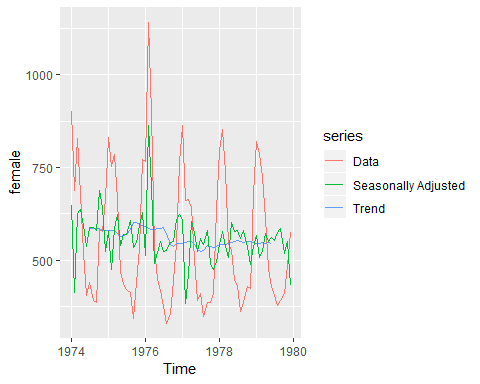 1000
750
500
female
1974
1976
1978
1980
Time
series
Data
Seasonally Adjusted
Trend